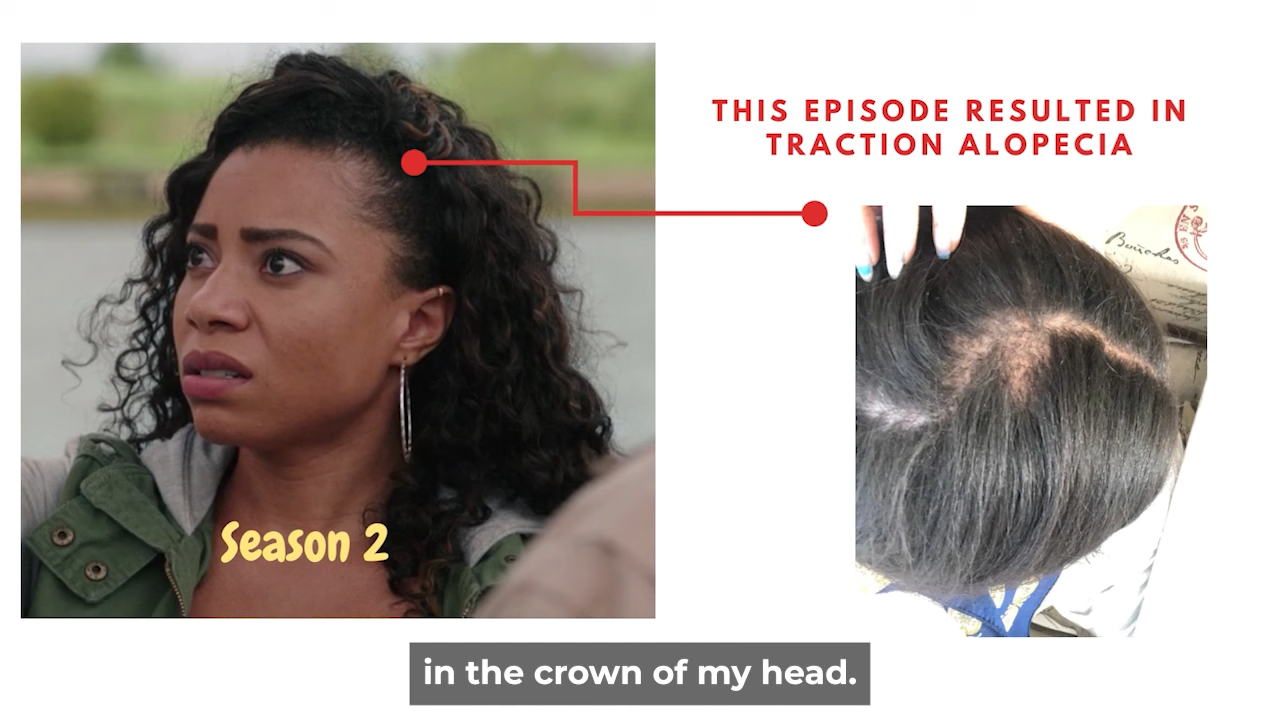 THIS EPISODE RESULTED IN
TRACTION ALOPECIA
Season 2
in the crown of my head.